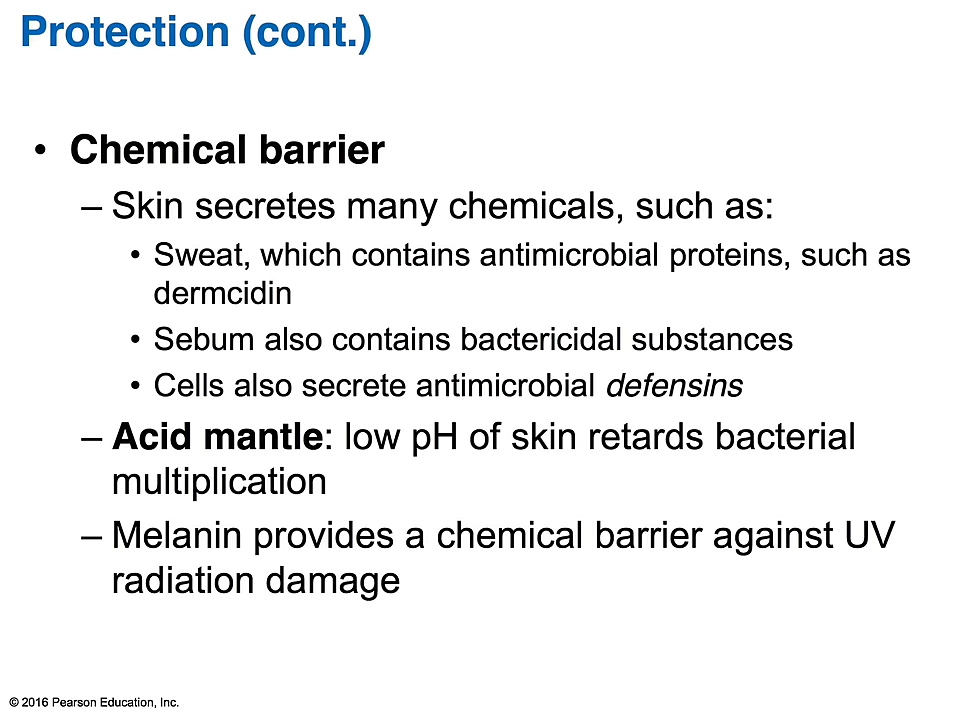 Protection (cont.)
• Chemical barrier
– Skin secretes many chemicals, such as:
• Sweat, which contains antimicrobial proteins, such as
dermcidin
• Sebum also contains bactericidal substances
• Cells also secrete antimicrobial defensins
– Acid mantle: low pH of skin retards bacterial
multiplication
– Melanin provides a chemical barrier against UV
radiation damage
© 2016 Pearson Education, Inc.